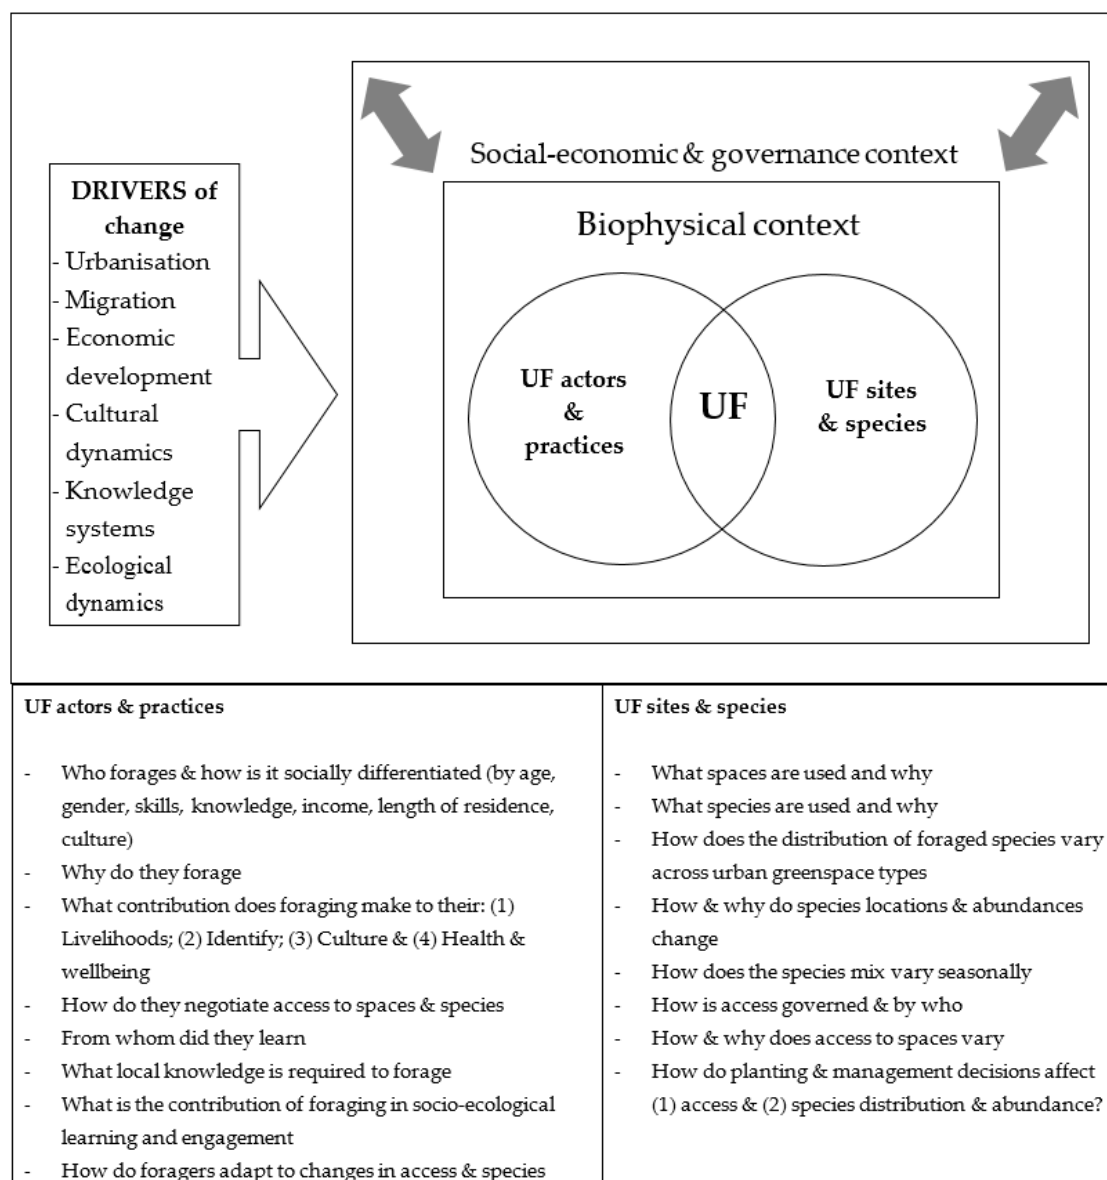 Social-economic & governance context
DRIVERS of
change
- Urbanisation
- Migration
- Economic
development
- Cultural
dynamics
- Knowledge
systems
- Ecological
dynamics
Biophysical context
UF actors
&
practices
UF
UF sites
& species
UF actors & practices
- Who forages & how is it socially differentiated (by age,
gender, skills, knowledge, income, length of residence,
culture)
- Why do they forage
- What contribution does foraging make to their: (1)
Livelihoods; (2) Identify; (3) Culture & (4) Health &
wellbeing
- How do they negotiate access to spaces & species
- From whom did they learn
- What local knowledge is required to forage
- What is the contribution of foraging in socio-ecological
learning and engagement
- How do foragers adapt to changes in access & species
UF sites & species
- What spaces are used and why
- What species are used and why
- How does the distribution of foraged species vary
across urban greenspace types
- How & why do species locations & abundances
change
- How does the species mix vary seasonally
- How is access governed & by who
- How & why does access to spaces vary
- How do planting & management decisions affect
(1) access & (2) species distribution & abundance?